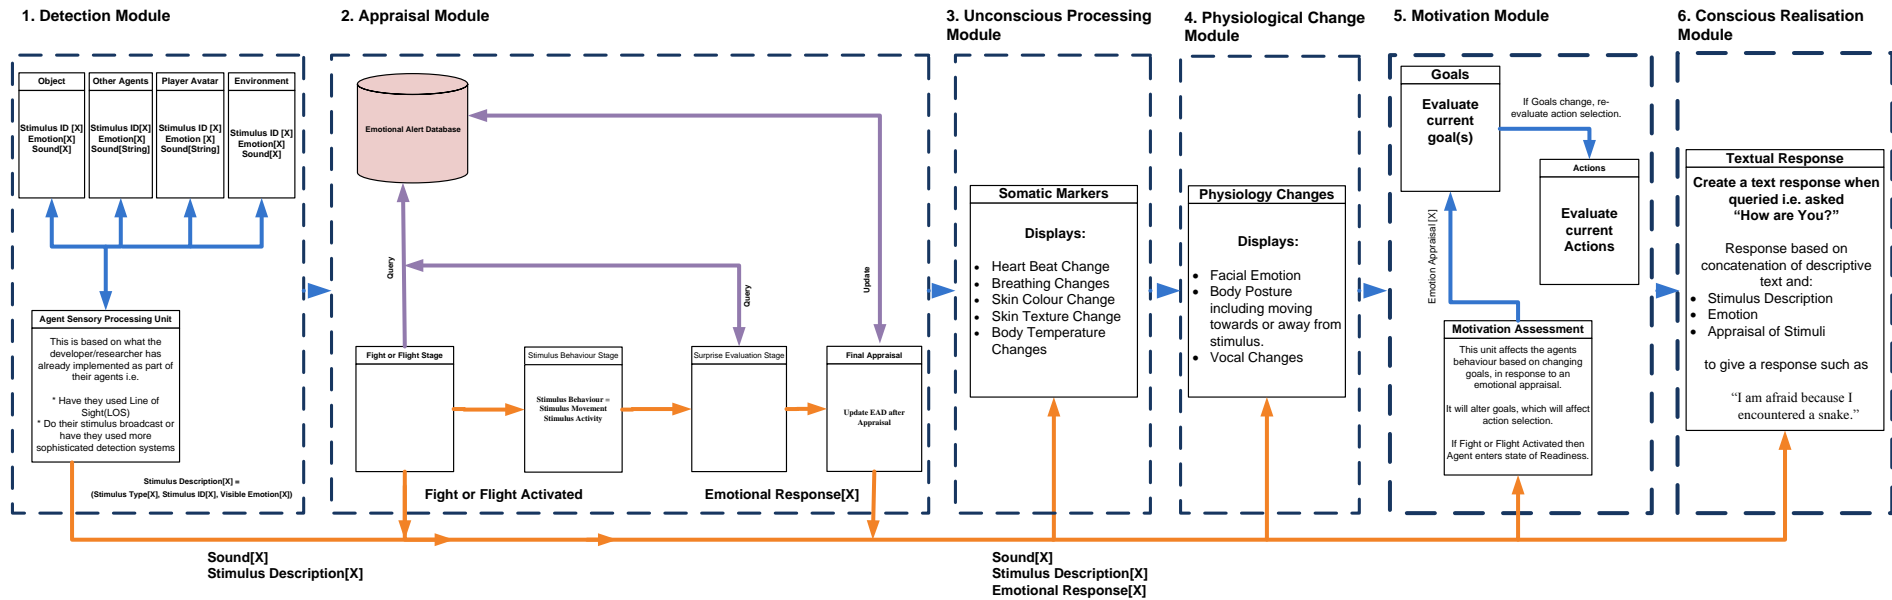 1. Detection Module
Object
Stimulus ID [X]
Emotion[X]
Sound[X]
Other Agents
Stimulus ID[X]
Emotion[X]
Sound[String]
Player Avatar
Stimulus ID [X]
Emotion [X]
Sound[String]
Environment
Stimulus ID [X]
Emotion[X]
Sound[X]
Agent Sensory Processing Unit
This is based on what the
developer/researcher has
already implemented as part of
their agents i.e.
* Have they used Line of
Sight(LOS)
* Do their stimulus broadcast or
have they used more
sophisticated detection systems
Stimulus Description[X] =
(Stimulus Type[X], Stimulus ID[X], Visible Emotion[X])
2. Appraisal Module
Emotional Alert Database
Query
Query
Update
Fight or Flight Stage
Stimulus Behaviour Stage
Stimulus Behaviour =
Stimulus Movement
Stimulus Activity
Surprise Evaluation Stage
Final Appraisal
Update EAD after
Appraisal
Fight or Flight Activated
Emotional Response[X]
3. Unconscious Processing
Module
Somatic Markers
Displays:
• Heart Beat Change
• Breathing Changes
• Skin Colour Change
• Skin Texture Change
• Body Temperature
Changes
4. Physiological Change
Module
Physiology Changes
Displays:
• Facial Emotion
• Body Posture
including moving
towards or away from
stimulus.
• Vocal Changes
5. Motivation Module
Goals
Evaluate
current
goal(s)
If Goals change, re-
evaluate action selection.
Actions
Evaluate
current
Actions
Emotion Appraisal [X]
Motivation Assessment
This unit affects the agents
behaviour based on changing
goals, in response to an
emotional appraisal.
It will alter goals, which will affect
action selection.
If Fight or Flight Activated then
Agent enters state of Readiness.
6. Conscious Realisation
Module
Textual Response
Create a text response when
queried i.e. asked
“How are You?”
Response based on
concatenation of descriptive
text and:
• Stimulus Description
• Emotion
• Appraisal of Stimuli
to give a response such as
“I am afraid because I
encountered a snake.”
Sound[X]
Stimulus Description[X]
Sound[X]
Stimulus Description[X]
Emotional Response[X]